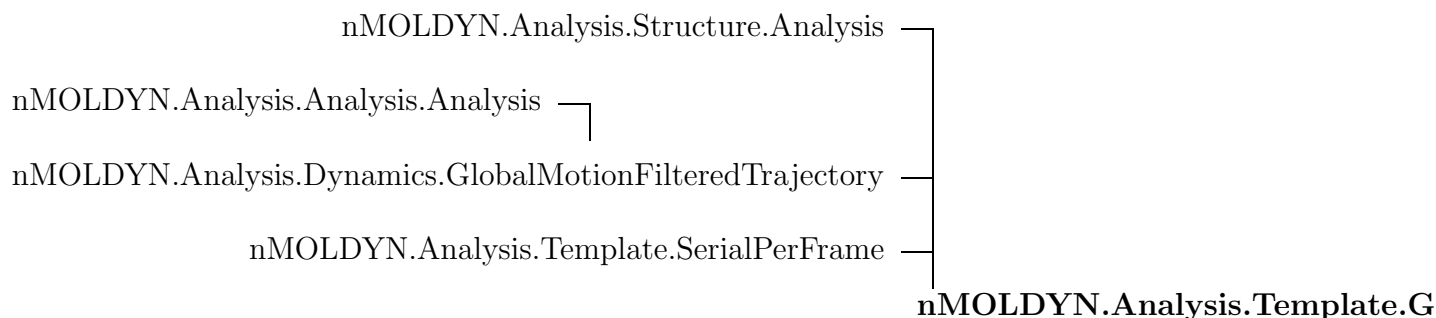 nMOLDYN.Analysis.Structure.Analysis
nMOLDYN.Analysis.Analysis.Analysis
nMOLDYN.Analysis.Dynamics.GlobalMotionFilteredTrajectory
nMOLDYN.Analysis.Template.SerialPerFrame
nMOLDYN.Analysis.Template.G